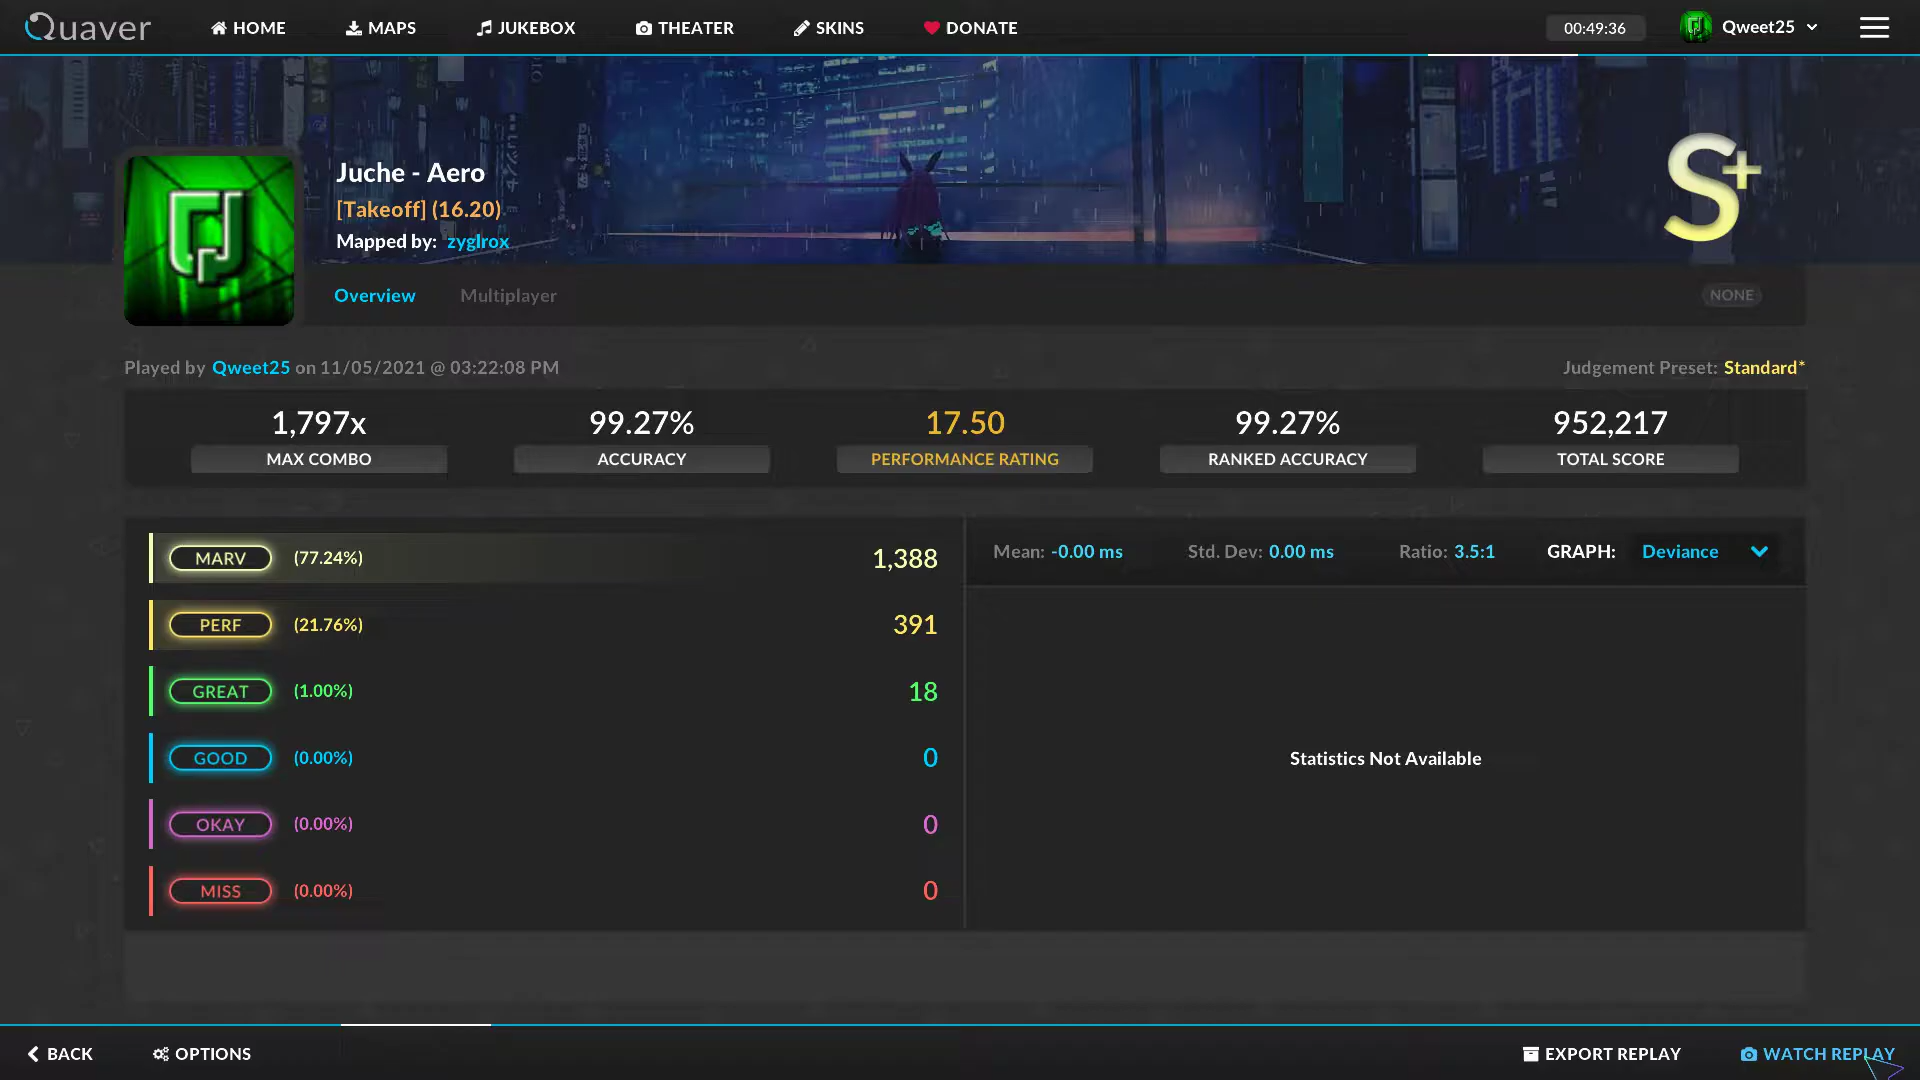 Quaver HOME MAPS JUKEBOX THEATER SKINS DONATE 00:49:36 Qweet25
S+
Juche - Aero
[Takeoff] (16.20)
Mapped by: zyglrox
Overview Multiplayer NONE
Played by Qweet25 on 11/05/2021 @ 03:22:08 PM Judgement Preset: Standard*
1,797x 99.27% 17.50 99.27% 952,217
MAX COMBO ACCURACY PERFORMANCE RATING RANKED ACCURACY TOTAL SCORE
MARV (77.24%) 1,388
PERF (21.76%) 391
GREAT (1.00%) 18
GOOD (0.00%) 0
OKAY (0.00%) 0
MISS (0.00%) 0
Mean: -0.00 ms Std. Dev: 0.00 ms Ratio: 3.5:1 GRAPH: Deviance
Statistics Not Available
BACK OPTIONS EXPORT REPLAY WATCH REPLAY